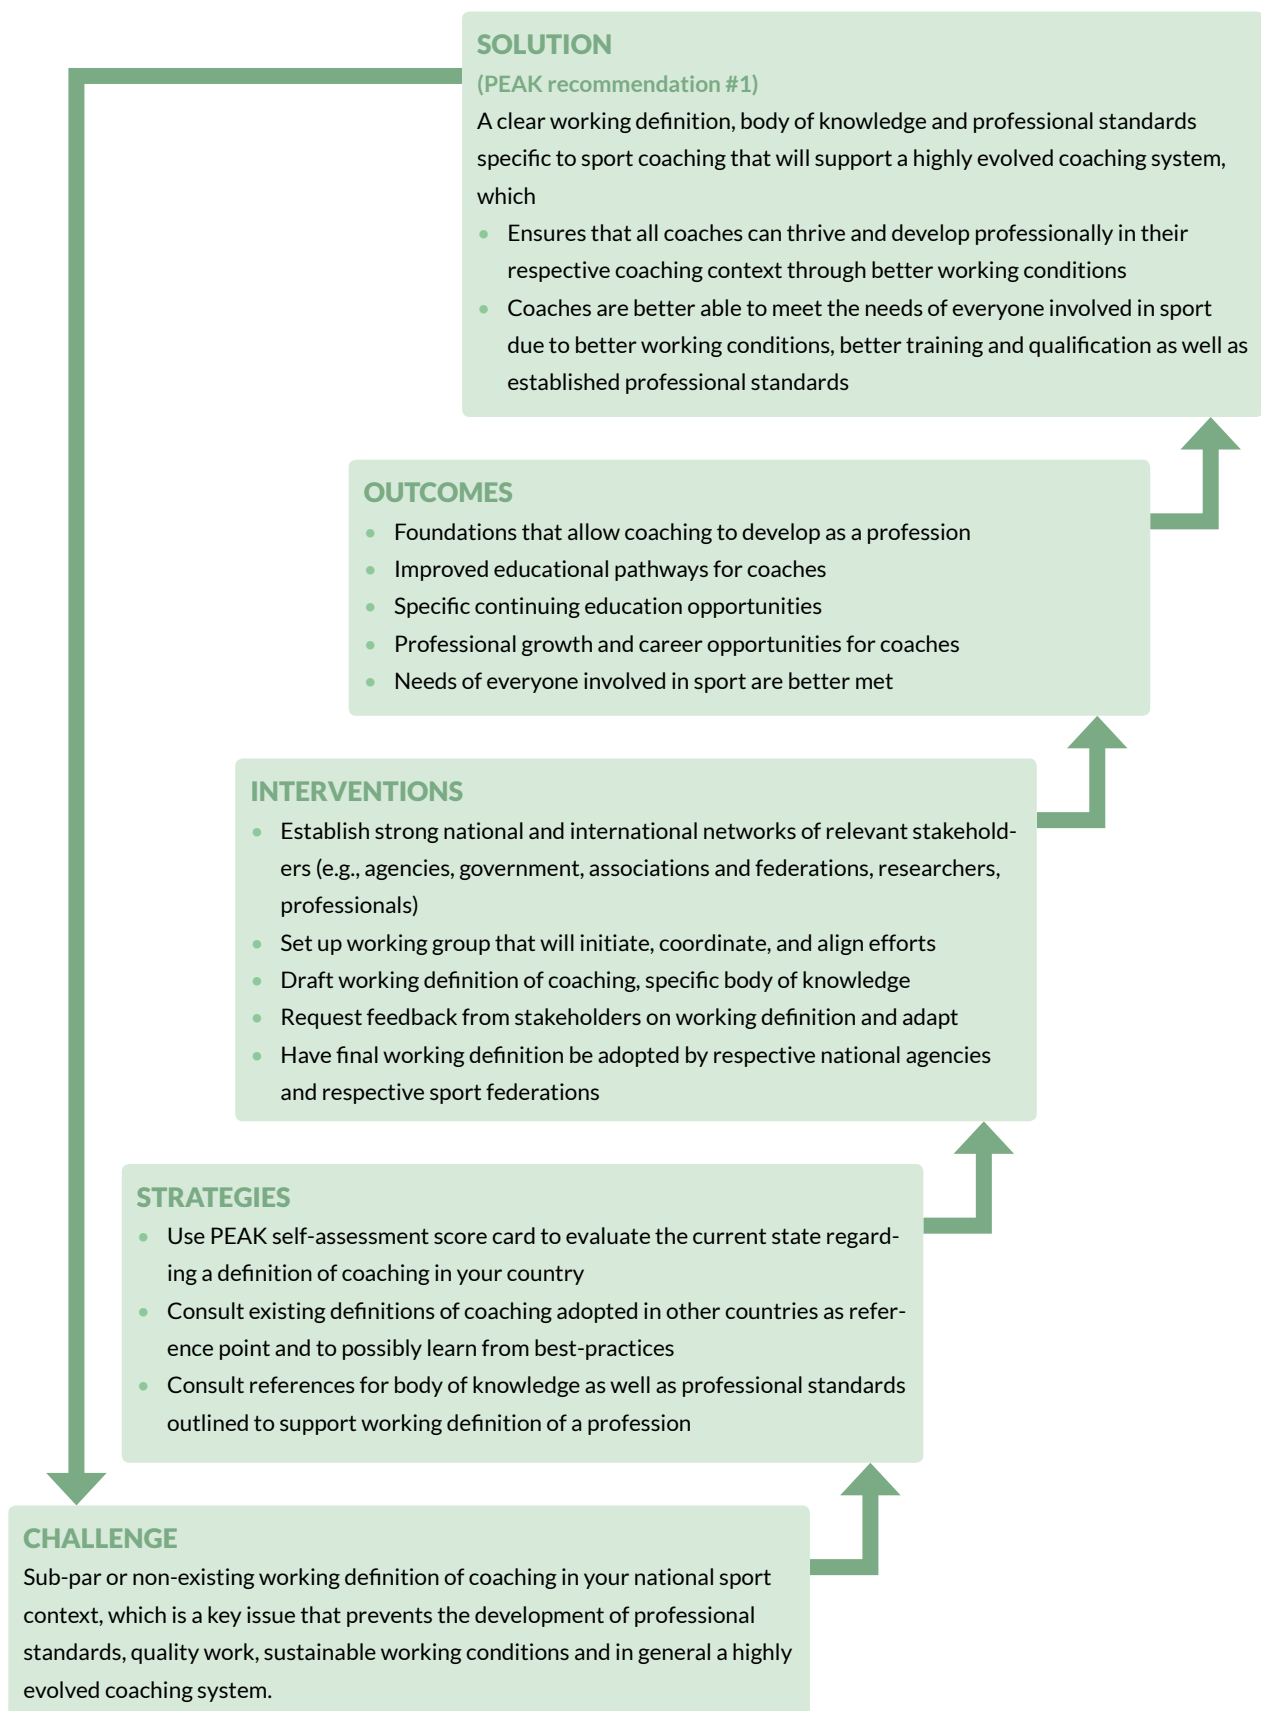 SOLUTION
(PEAK recommendation #1)
A clear working definition, body of knowledge and professional standards
specific to sport coaching that will support a highly evolved coaching system,
which
• Ensures that all coaches can thrive and develop professionally in their
respective coaching context through better working conditions
• Coaches are better able to meet the needs of everyone involved in sport
due to better working conditions, better training and qualification as well as
established professional standards
OUTCOMES
• Foundations that allow coaching to develop as a profession
• Improved educational pathways for coaches
• Specific continuing education opportunities
• Professional growth and career opportunities for coaches
• Needs of everyone involved in sport are better met
INTERVENTIONS
• Establish strong national and international networks of relevant stakehold-
ers (e.g., agencies, government, associations and federations, researchers,
professionals)
• Set up working group that will initiate, coordinate, and align efforts
• Draft working definition of coaching, specific body of knowledge
• Request feedback from stakeholders on working definition and adapt
• Have final working definition be adopted by respective national agencies
and respective sport federations
STRATEGIES
• Use PEAK self-assessment score card to evaluate the current state regard-
ing a definition of coaching in your country
• Consult existing definitions of coaching adopted in other countries as refer-
ence point and to possibly learn from best-practices
• Consult references for body of knowledge as well as professional standards
outlined to support working definition of a profession
CHALLENGE
Sub-par or non-existing working definition of coaching in your national sport
context, which is a key issue that prevents the development of professional
standards, quality work, sustainable working conditions and in general a highly
evolved coaching system.